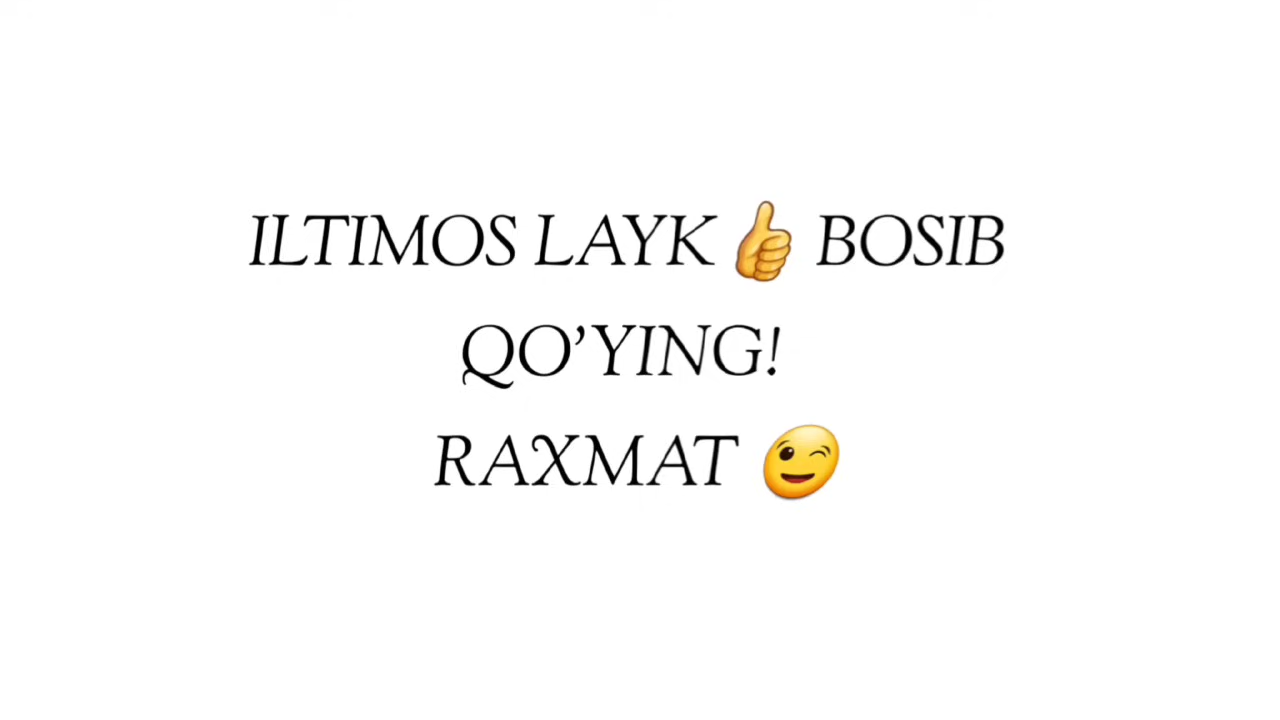 ILTIMOS LAYK 👍 BOSIB
QO’YING!
RAXMAT 😉